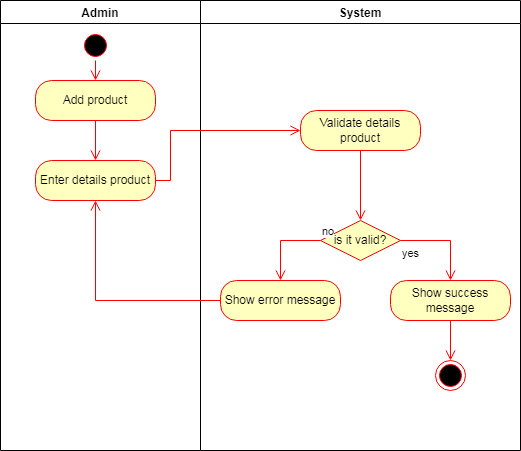 Admin
System
Add product
Validate details
product
Enter details product
no
is it valid?
yes
Show error message
Show success
message